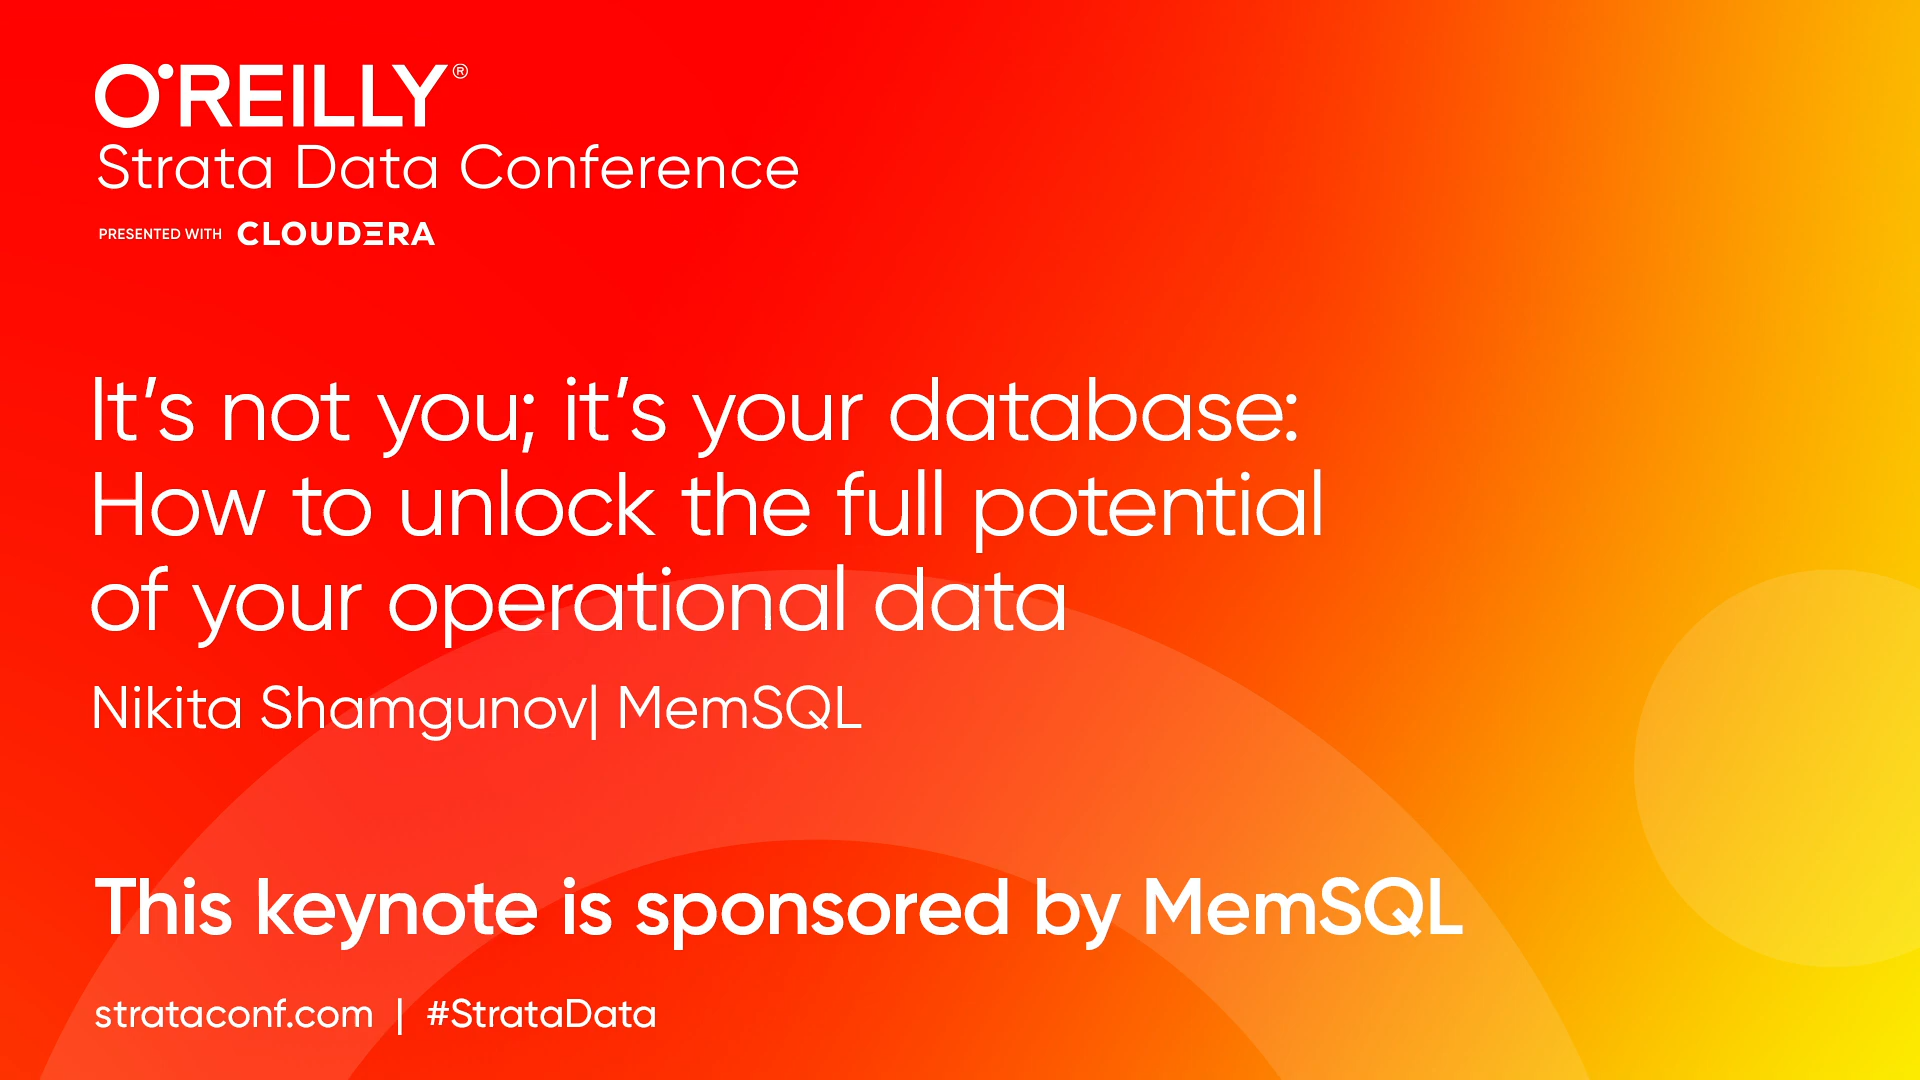 O'REILLY®
Strata Data Conference
PRESENTED WITH CLOUDERA
It’s not you; it’s your database:
How to unlock the full potential
of your operational data
Nikita Shamgunov| MemSQL
This keynote is sponsored by MemSQL
strataconf.com | #StrataData